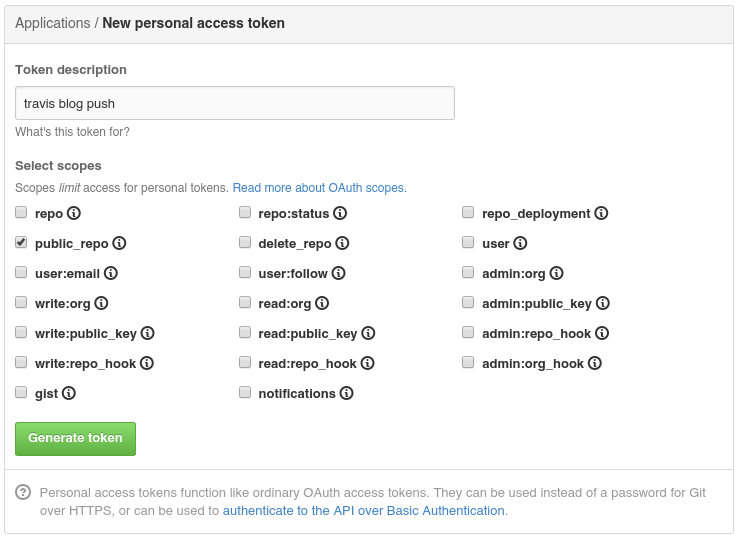 Applications / New personal access token
Token description
travis blog push
What's this token for?
Select scopes
Scopes limit access for personal tokens. Read more about OAuth scopes.
repo repo:status repo_deployment
public_repo delete_repo user
user:email user:follow admin:org
write:org read:org admin:public_key
write:public_key read:public_key admin:repo_hook
write:repo_hook read:repo_hook admin:org_hook
gist notifications
Generate token
Personal access tokens function like ordinary OAuth access tokens. They can be used instead of a password for Git
over HTTPS, or can be used to authenticate to the API over Basic Authentication.